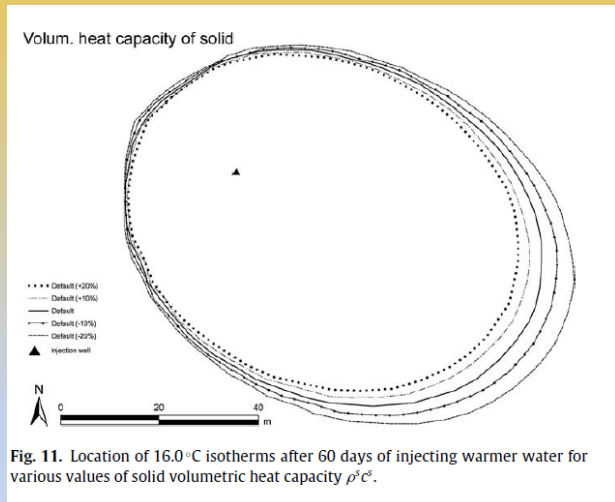 Volum. heat capacity of solid
Default (+20%)
Default (+10%)
Default
Default (-10%)
Default (-20%)
Injection well
N
0 20 40
m
Fig. 11. Location of 16.0 °C isotherms after 60 days of injecting warmer water for
various values of solid volumetric heat capacity ρˢcˢ.